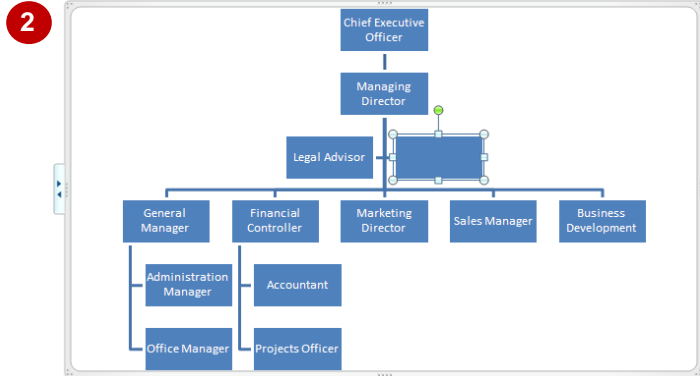 2
Chief Executive
Officer
Managing
Director
Legal Advisor
General
Manager
Financial
Controller
Marketing
Director
Sales Manager
Business
Development
Administration
Manager
Accountant
Office Manager
Projects Officer